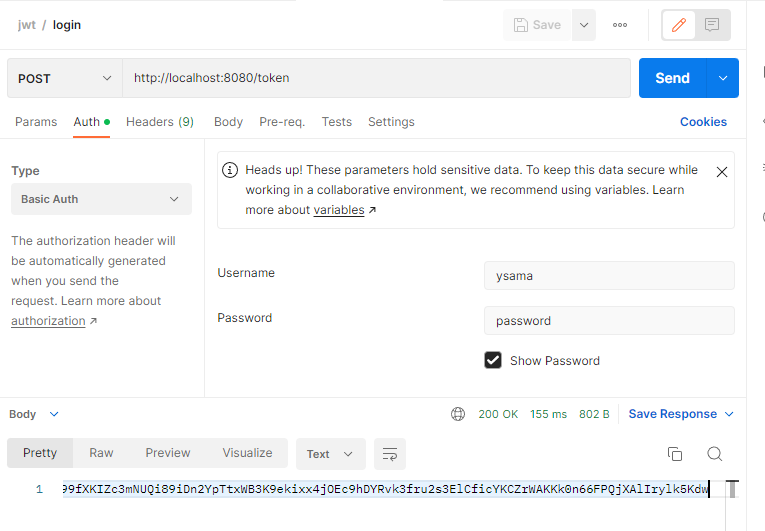 jwt / login
Save
POST
http://localhost:8080/token
Send
Params Auth Headers (9) Body Pre-req. Tests Settings Cookies
Type
Basic Auth
The authorization header will
be automatically generated
when you send the
request. Learn more about
authorization ↗
Heads up! These parameters hold sensitive data. To keep this data secure while
working in a collaborative environment, we recommend using variables. Learn
more about variables ↗
Username
ysama
Password
password
Show Password
Body
200 OK 155 ms 802 B Save Response
Pretty Raw Preview Visualize Text
1 99fXKIZc3mNUQi89iDn2YpTtxWB3K9ekixx4jOEc9hDYRvk3fru2s3ElCficYKCZrWAKKk0n66FPQjXAlIrylk5Kdw